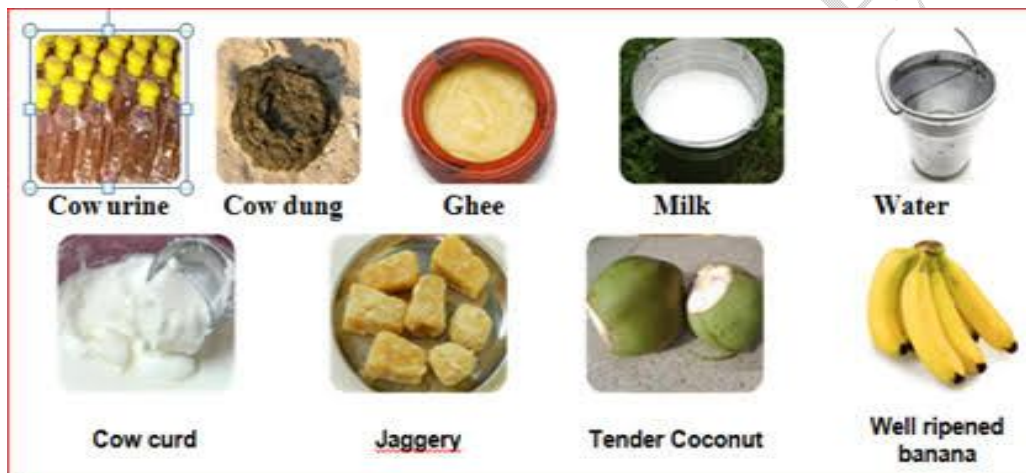 Cow urine
Cow dung
Ghee
Milk
Water
Cow curd
Jaggery
Tender Coconut
Well ripened
banana